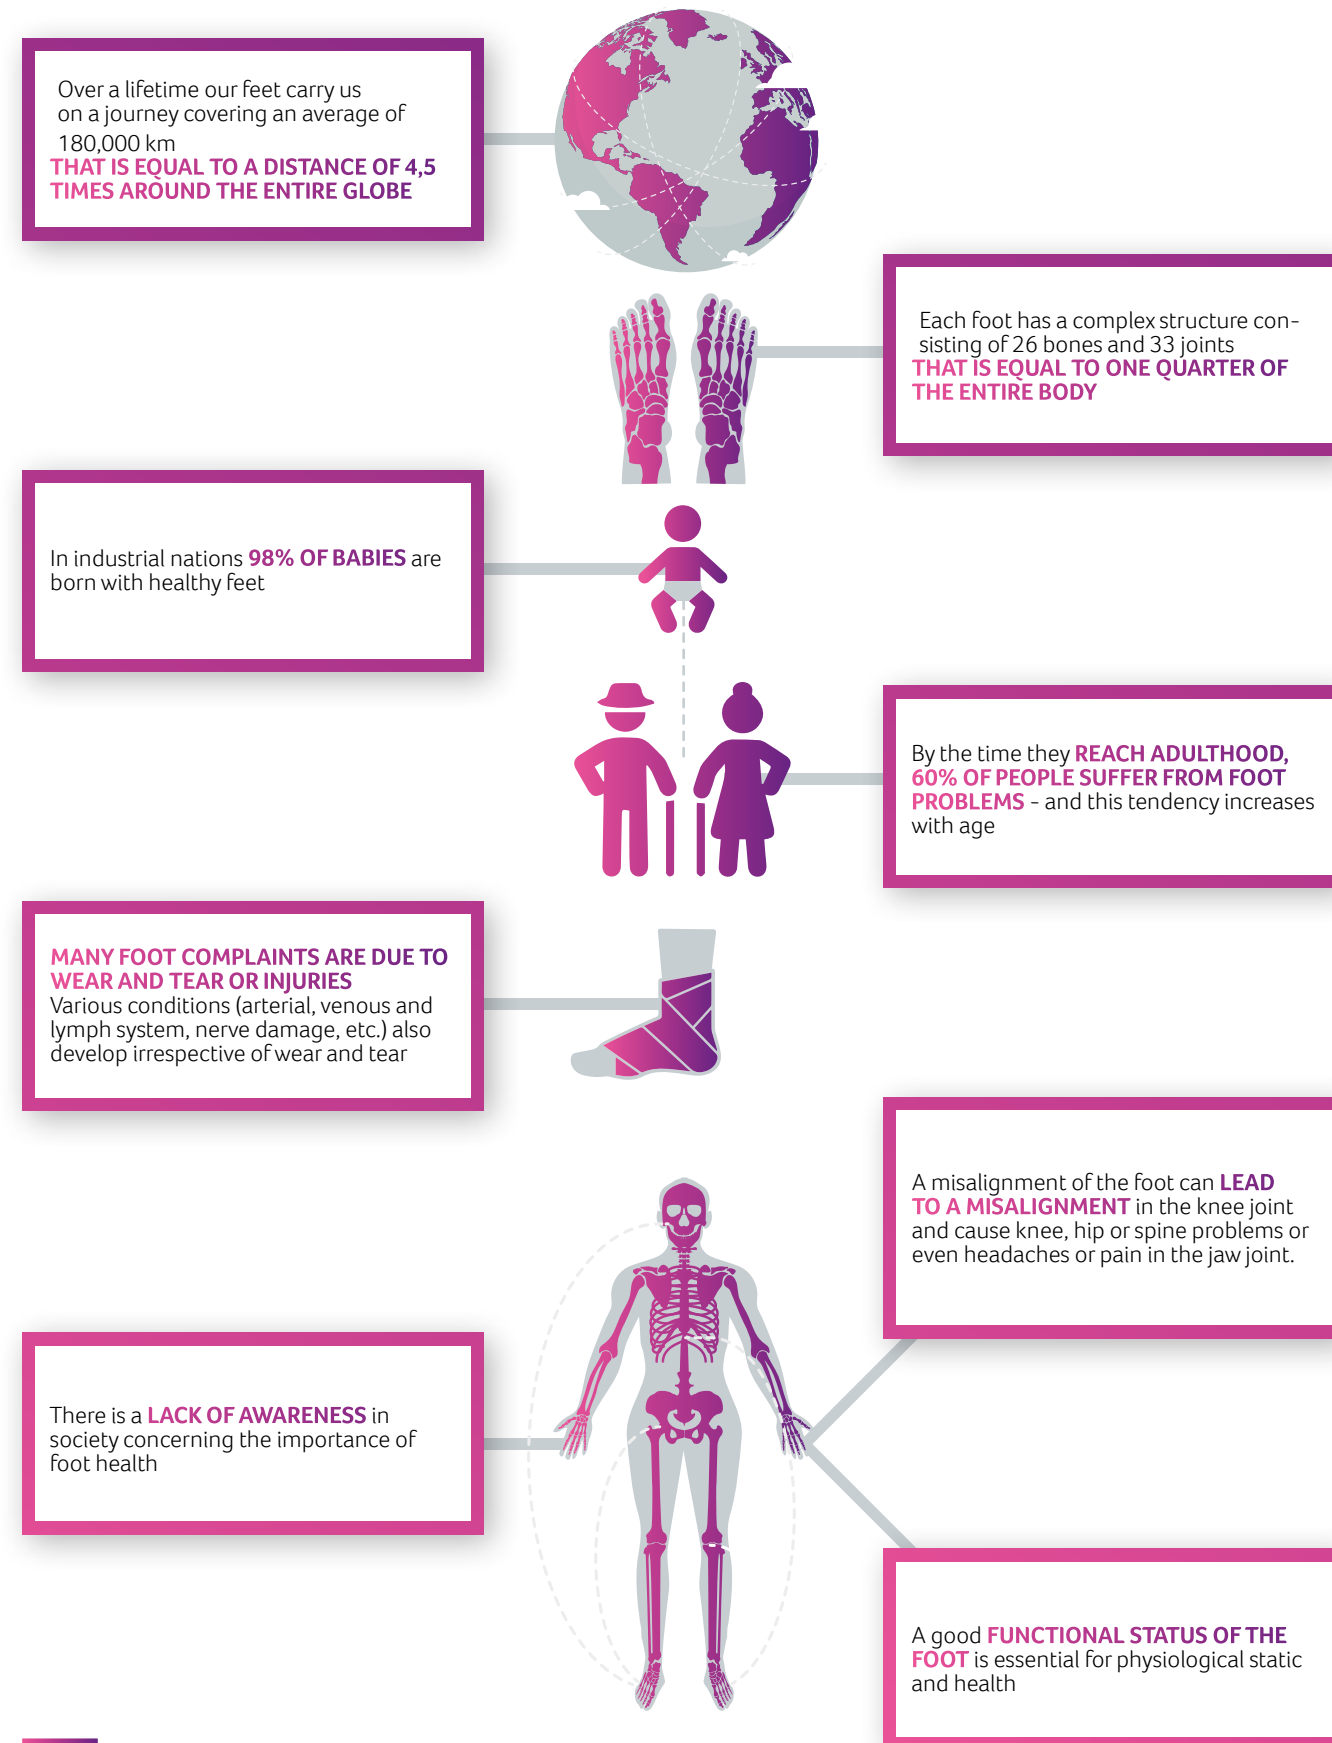 Over a lifetime our feet carry us
on a journey covering an average of
180,000 km
THAT IS EQUAL TO A DISTANCE OF 4,5
TIMES AROUND THE ENTIRE GLOBE
Each foot has a complex structure con-
sisting of 26 bones and 33 joints
THAT IS EQUAL TO ONE QUARTER OF
THE ENTIRE BODY
In industrial nations 98% OF BABIES are
born with healthy feet
By the time they REACH ADULTHOOD,
60% OF PEOPLE SUFFER FROM FOOT
PROBLEMS - and this tendency increases
with age
MANY FOOT COMPLAINTS ARE DUE TO
WEAR AND TEAR OR INJURIES
Various conditions (arterial, venous and
lymph system, nerve damage, etc.) also
develop irrespective of wear and tear
A misalignment of the foot can LEAD
TO A MISALIGNMENT in the knee joint
and cause knee, hip or spine problems or
even headaches or pain in the jaw joint.
There is a LACK OF AWARENESS in
society concerning the importance of
foot health
A good FUNCTIONAL STATUS OF THE
FOOT is essential for physiological static
and health